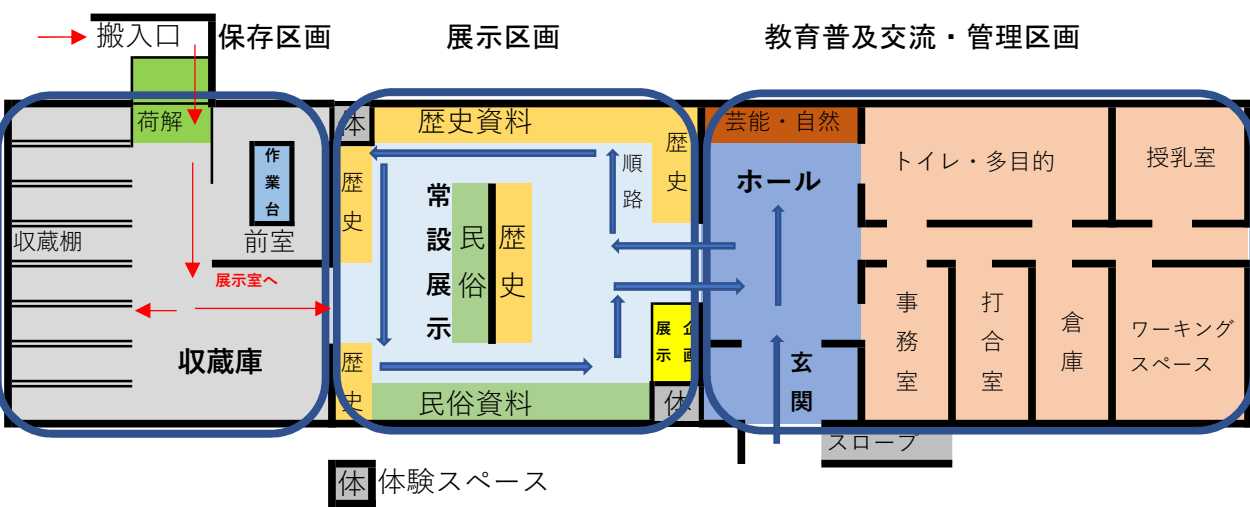 搬入口
保存区画
展示区画
教育普及交流・管理区画
荷解
作業台
収蔵棚
前室
展示室へ
収蔵庫
体
歴史資料
歴史
歴史
順路
常設展示
民俗
歴史
展示
企画
歴史
民俗資料
体
芸能・自然
ホール
玄関
トイレ・多目的
授乳室
事務室
打合室
倉庫
ワーキング
スペース
スロープ
体
体験スペース